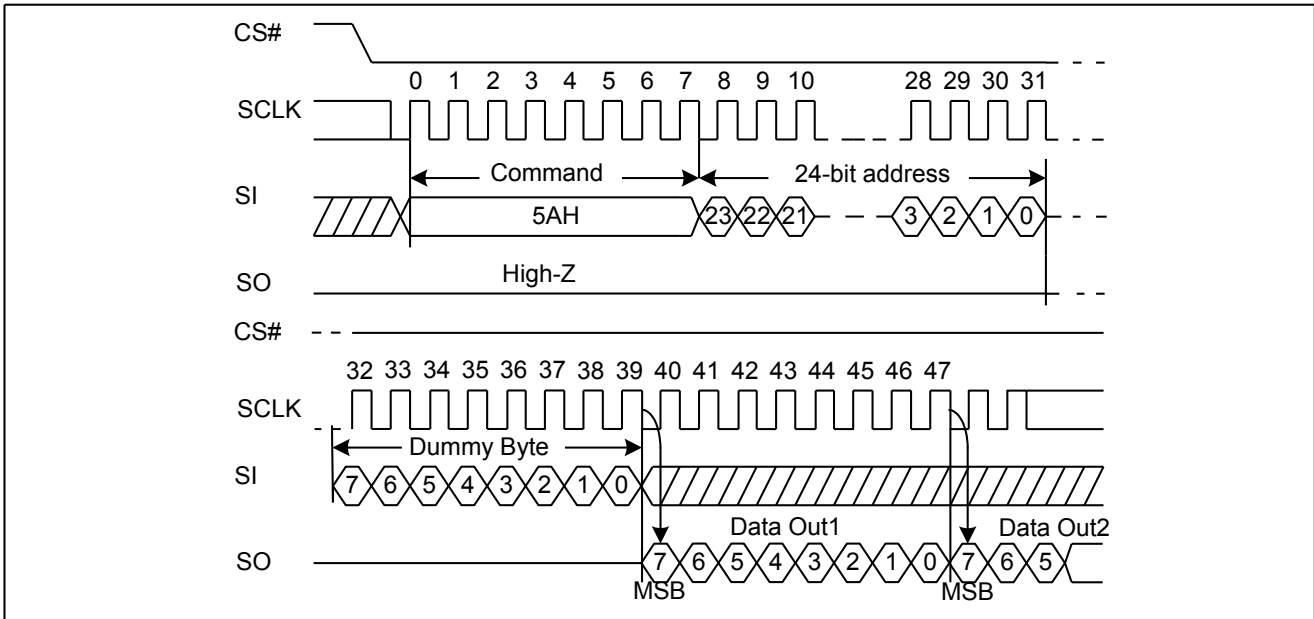 CS#
0 1 2 3 4 5 6 7 8 9 10 28 29 30 31
SCLK
Command 24-bit address
SI
5AH 23 22 21 3 2 1 0
High-Z
SO
CS#
32 33 34 35 36 37 38 39 40 41 42 43 44 45 46 47
SCLK
Dummy Byte
SI
7 6 5 4 3 2 1 0
Data Out1 Data Out2
SO
7 6 5 4 3 2 1 0 7 6 5
MSB MSB